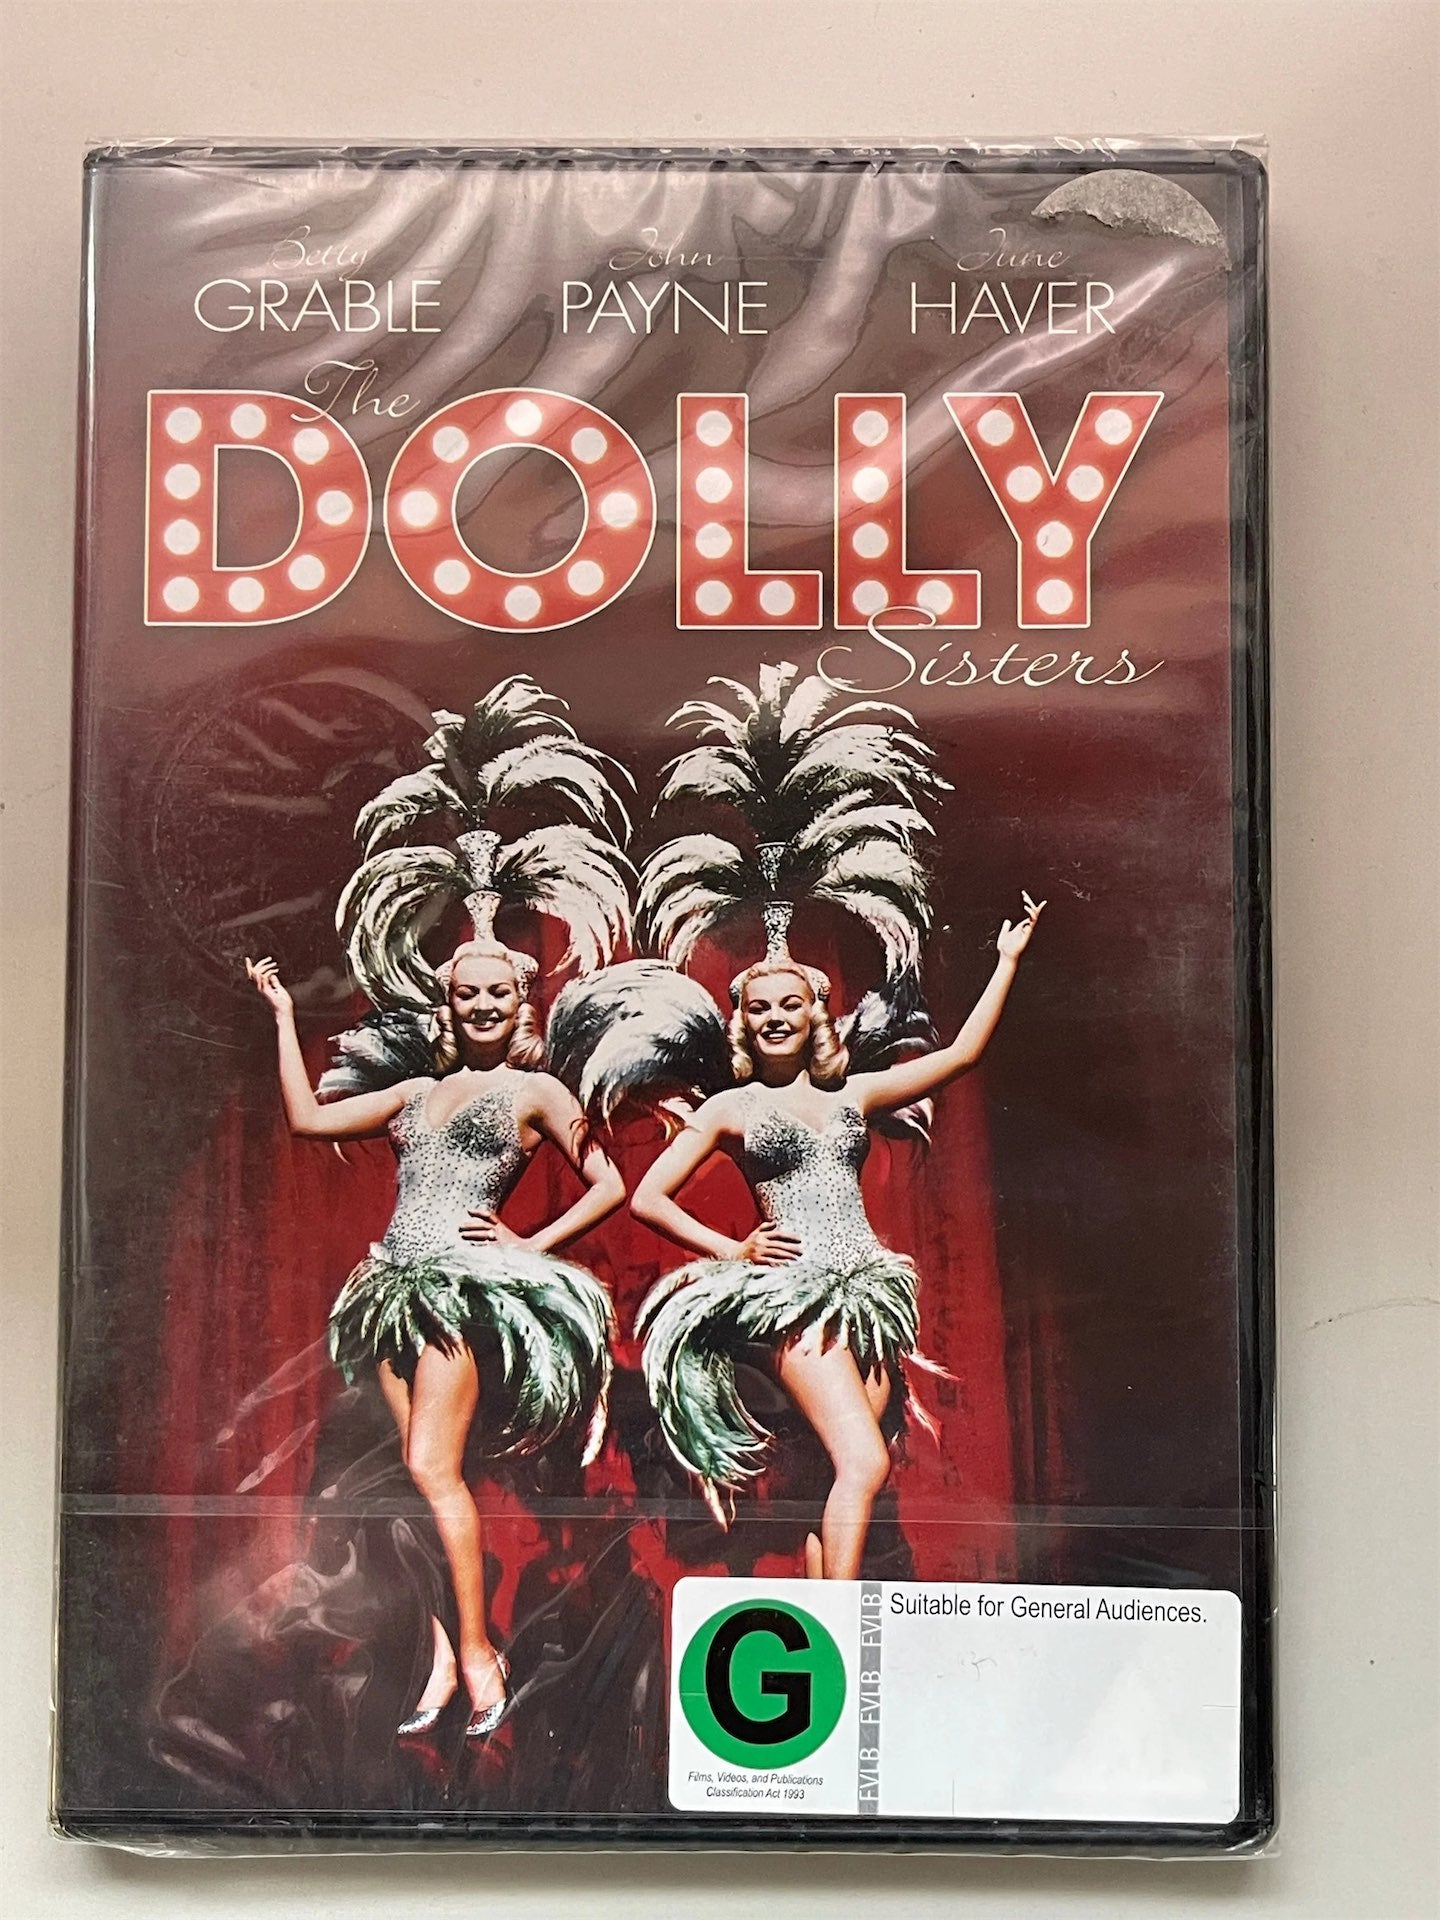 Betty John June
GRABLE PAYNE HAVER
The
DOLLY
Sisters
G
Films, Videos, and Publications
Classification Act 1993
FVLB FVLB FVLB
Suitable for General Audiences.